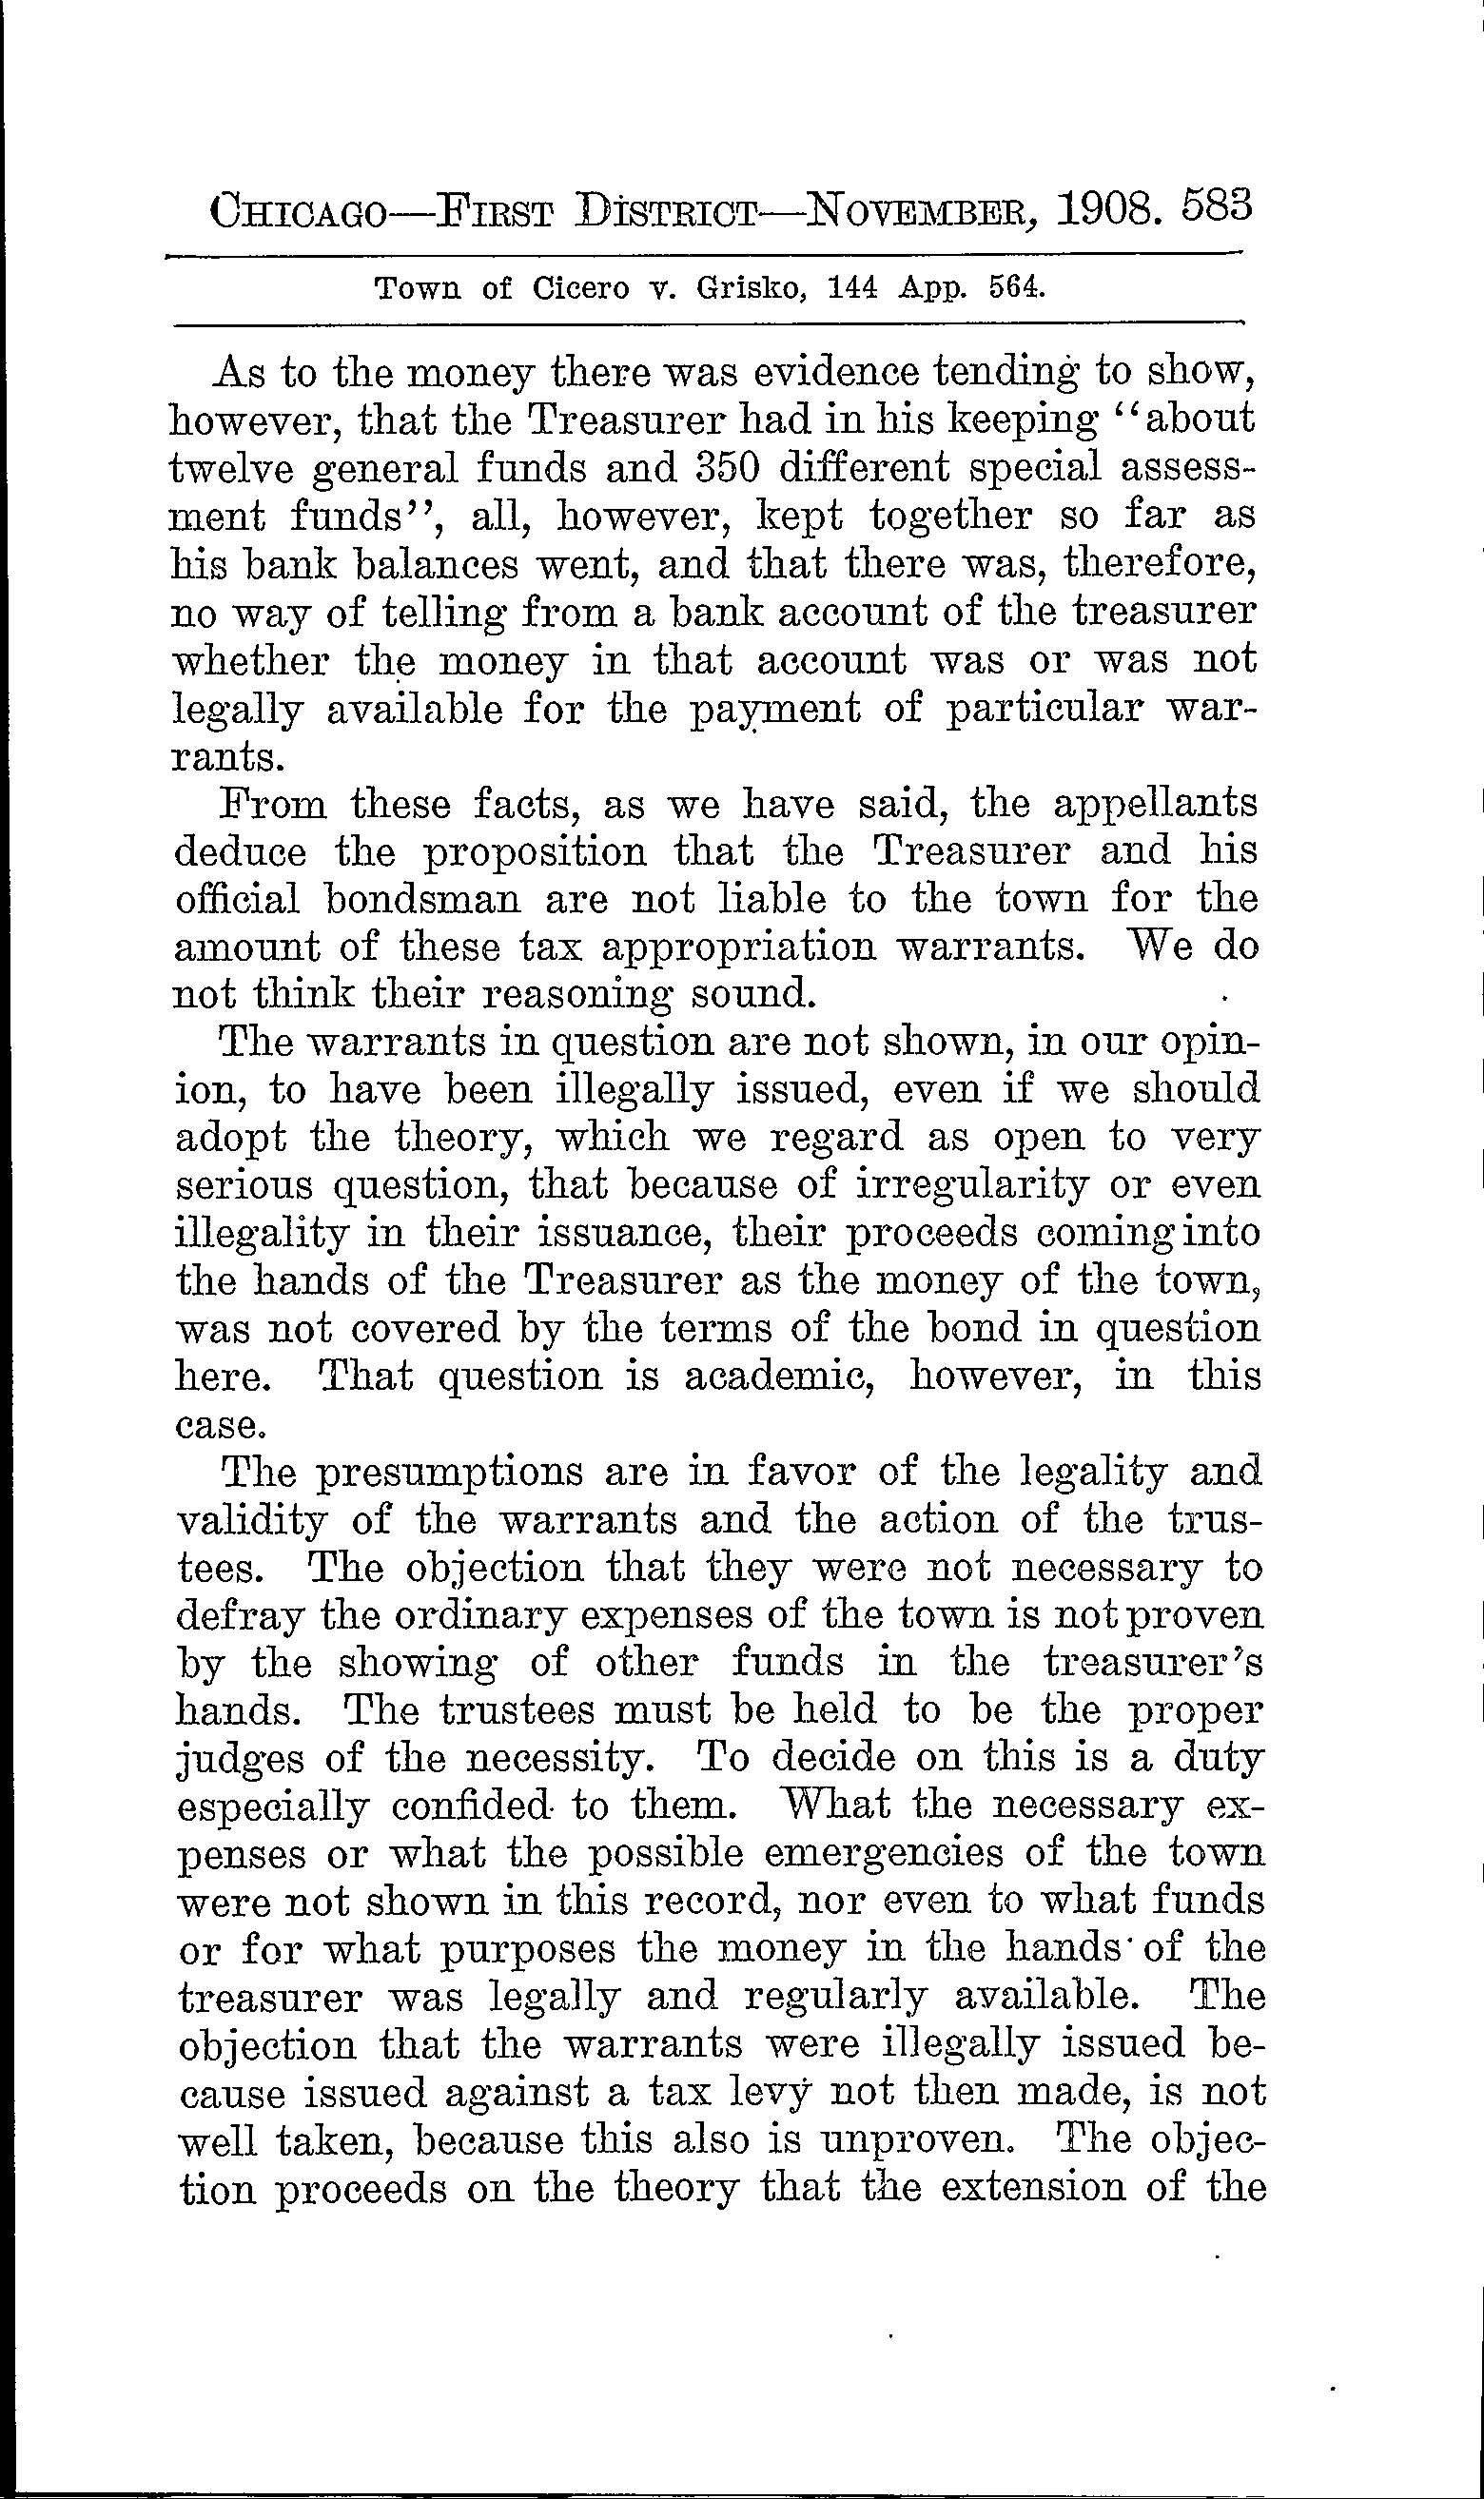 CHICAGO—FIRST DISTRICT—NOVEMBER, 1908. 583
Town of Cicero v. Grisko, 144 App. 564.
As to the money there was evidence tending to show,
however, that the Treasurer had in his keeping "about
twelve general funds and 350 different special assess-
ment funds", all, however, kept together so far as
his bank balances went, and that there was, therefore,
no way of telling from a bank account of the treasurer
whether the money in that account was or was not
legally available for the payment of particular war-
rants.
From these facts, as we have said, the appellants
deduce the proposition that the Treasurer and his
official bondsman are not liable to the town for the
amount of these tax appropriation warrants. We do
not think their reasoning sound.
The warrants in question are not shown, in our opin-
ion, to have been illegally issued, even if we should
adopt the theory, which we regard as open to very
serious question, that because of irregularity or even
illegality in their issuance, their proceeds coming into
the hands of the Treasurer as the money of the town,
was not covered by the terms of the bond in question
here. That question is academic, however, in this
case.
The presumptions are in favor of the legality and
validity of the warrants and the action of the trus-
tees. The objection that they were not necessary to
defray the ordinary expenses of the town is not proven
by the showing of other funds in the treasurer's
hands. The trustees must be held to be the proper
judges of the necessity. To decide on this is a duty
especially confided to them. What the necessary ex-
penses or what the possible emergencies of the town
were not shown in this record, nor even to what funds
or for what purposes the money in the hands of the
treasurer was legally and regularly available. The
objection that the warrants were illegally issued be-
cause issued against a tax levy not then made, is not
well taken, because this also is unproven. The objec-
tion proceeds on the theory that the extension of the